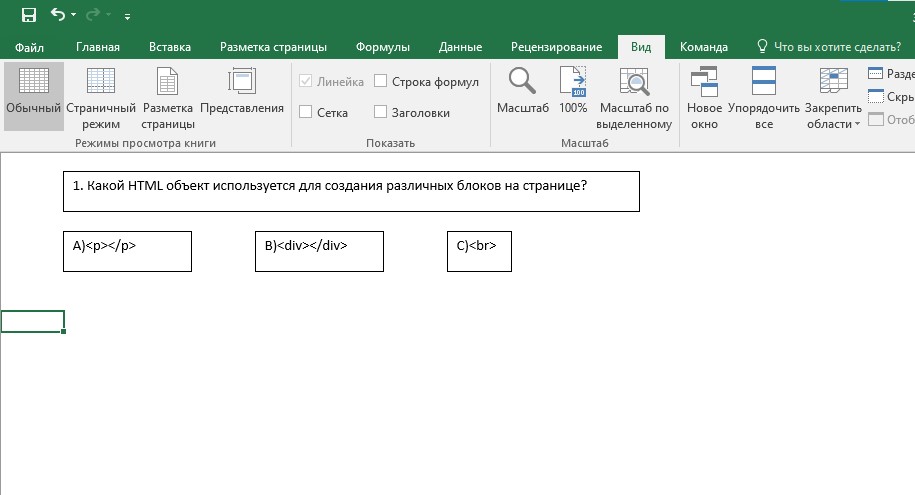 Файл Главная Вставка Разметка страницы Формулы Данные Рецензирование Вид Команда Что вы хотите сделать?
Обычный Страничный режим Разметка страницы Представления
Режимы просмотра книги
Линейка Строка формул
Сетка Заголовки
Показать
Масштаб 100% Масштаб по выделенному
Масштаб
Новое окно Упорядочить все Закрепить области
Разде
Скры
Отоб
1. Какой HTML объект используется для создания различных блоков на странице?
A)<p></p> B)<div></div> C)<br>